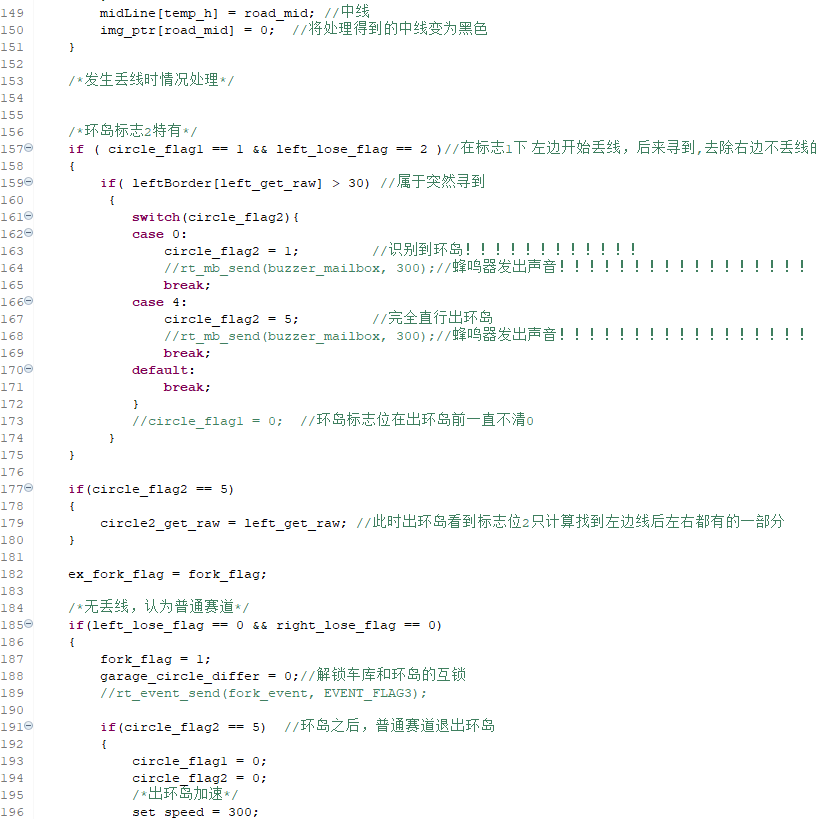 149 midLine[temp_h] = road_mid; //中线
150 img_ptr[road_mid] = 0; //将处理得到的中线变为黑色
151 }
152
153 /*发生丢线时情况处理*/
154
155
156 /*环岛标志2特有*/
157 if ( circle_flag1 == 1 && left_lose_flag == 2 )//在标志1下 左边开始丢线，后来寻到,去除右边不丢线的
158 {
159 if( leftBorder[left_get_raw] > 30) //属于突然寻到
160 {
161 switch(circle_flag2){
162 case 0:
163 circle_flag2 = 1; //识别到环岛！！！！！！！！！！！！
164 //rt_mb_send(buzzer_mailbox, 300);//蜂鸣器发出声音！！！！！！！！！！！！！！！！！
165 break;
166 case 4:
167 circle_flag2 = 5; //完全直行出环岛
168 //rt_mb_send(buzzer_mailbox, 300);//蜂鸣器发出声音！！！！！！！！！！！！！！！！！
169 break;
170 default:
171 break;
172 }
173 //circle_flag1 = 0; //环岛标志位在出环岛前一直不清0
174 }
175 }
176
177 if(circle_flag2 == 5)
178 {
179 circle2_get_raw = left_get_raw; //此时出环岛看到标志位2只计算找到左边线后左右都有的一部分
180 }
181
182 ex_fork_flag = fork_flag;
183
184 /*无丢线，认为普通赛道*/
185 if(left_lose_flag == 0 && right_lose_flag == 0)
186 {
187 fork_flag = 1;
188 garage_circle_differ = 0;//解锁车库和环岛的互锁
189 //rt_event_send(fork_event, EVENT_FLAG3);
190
191 if(circle_flag2 == 5) //环岛之后，普通赛道退出环岛
192 {
193 circle_flag1 = 0;
194 circle_flag2 = 0;
195 /*出环岛加速*/
196 set_speed = 300;